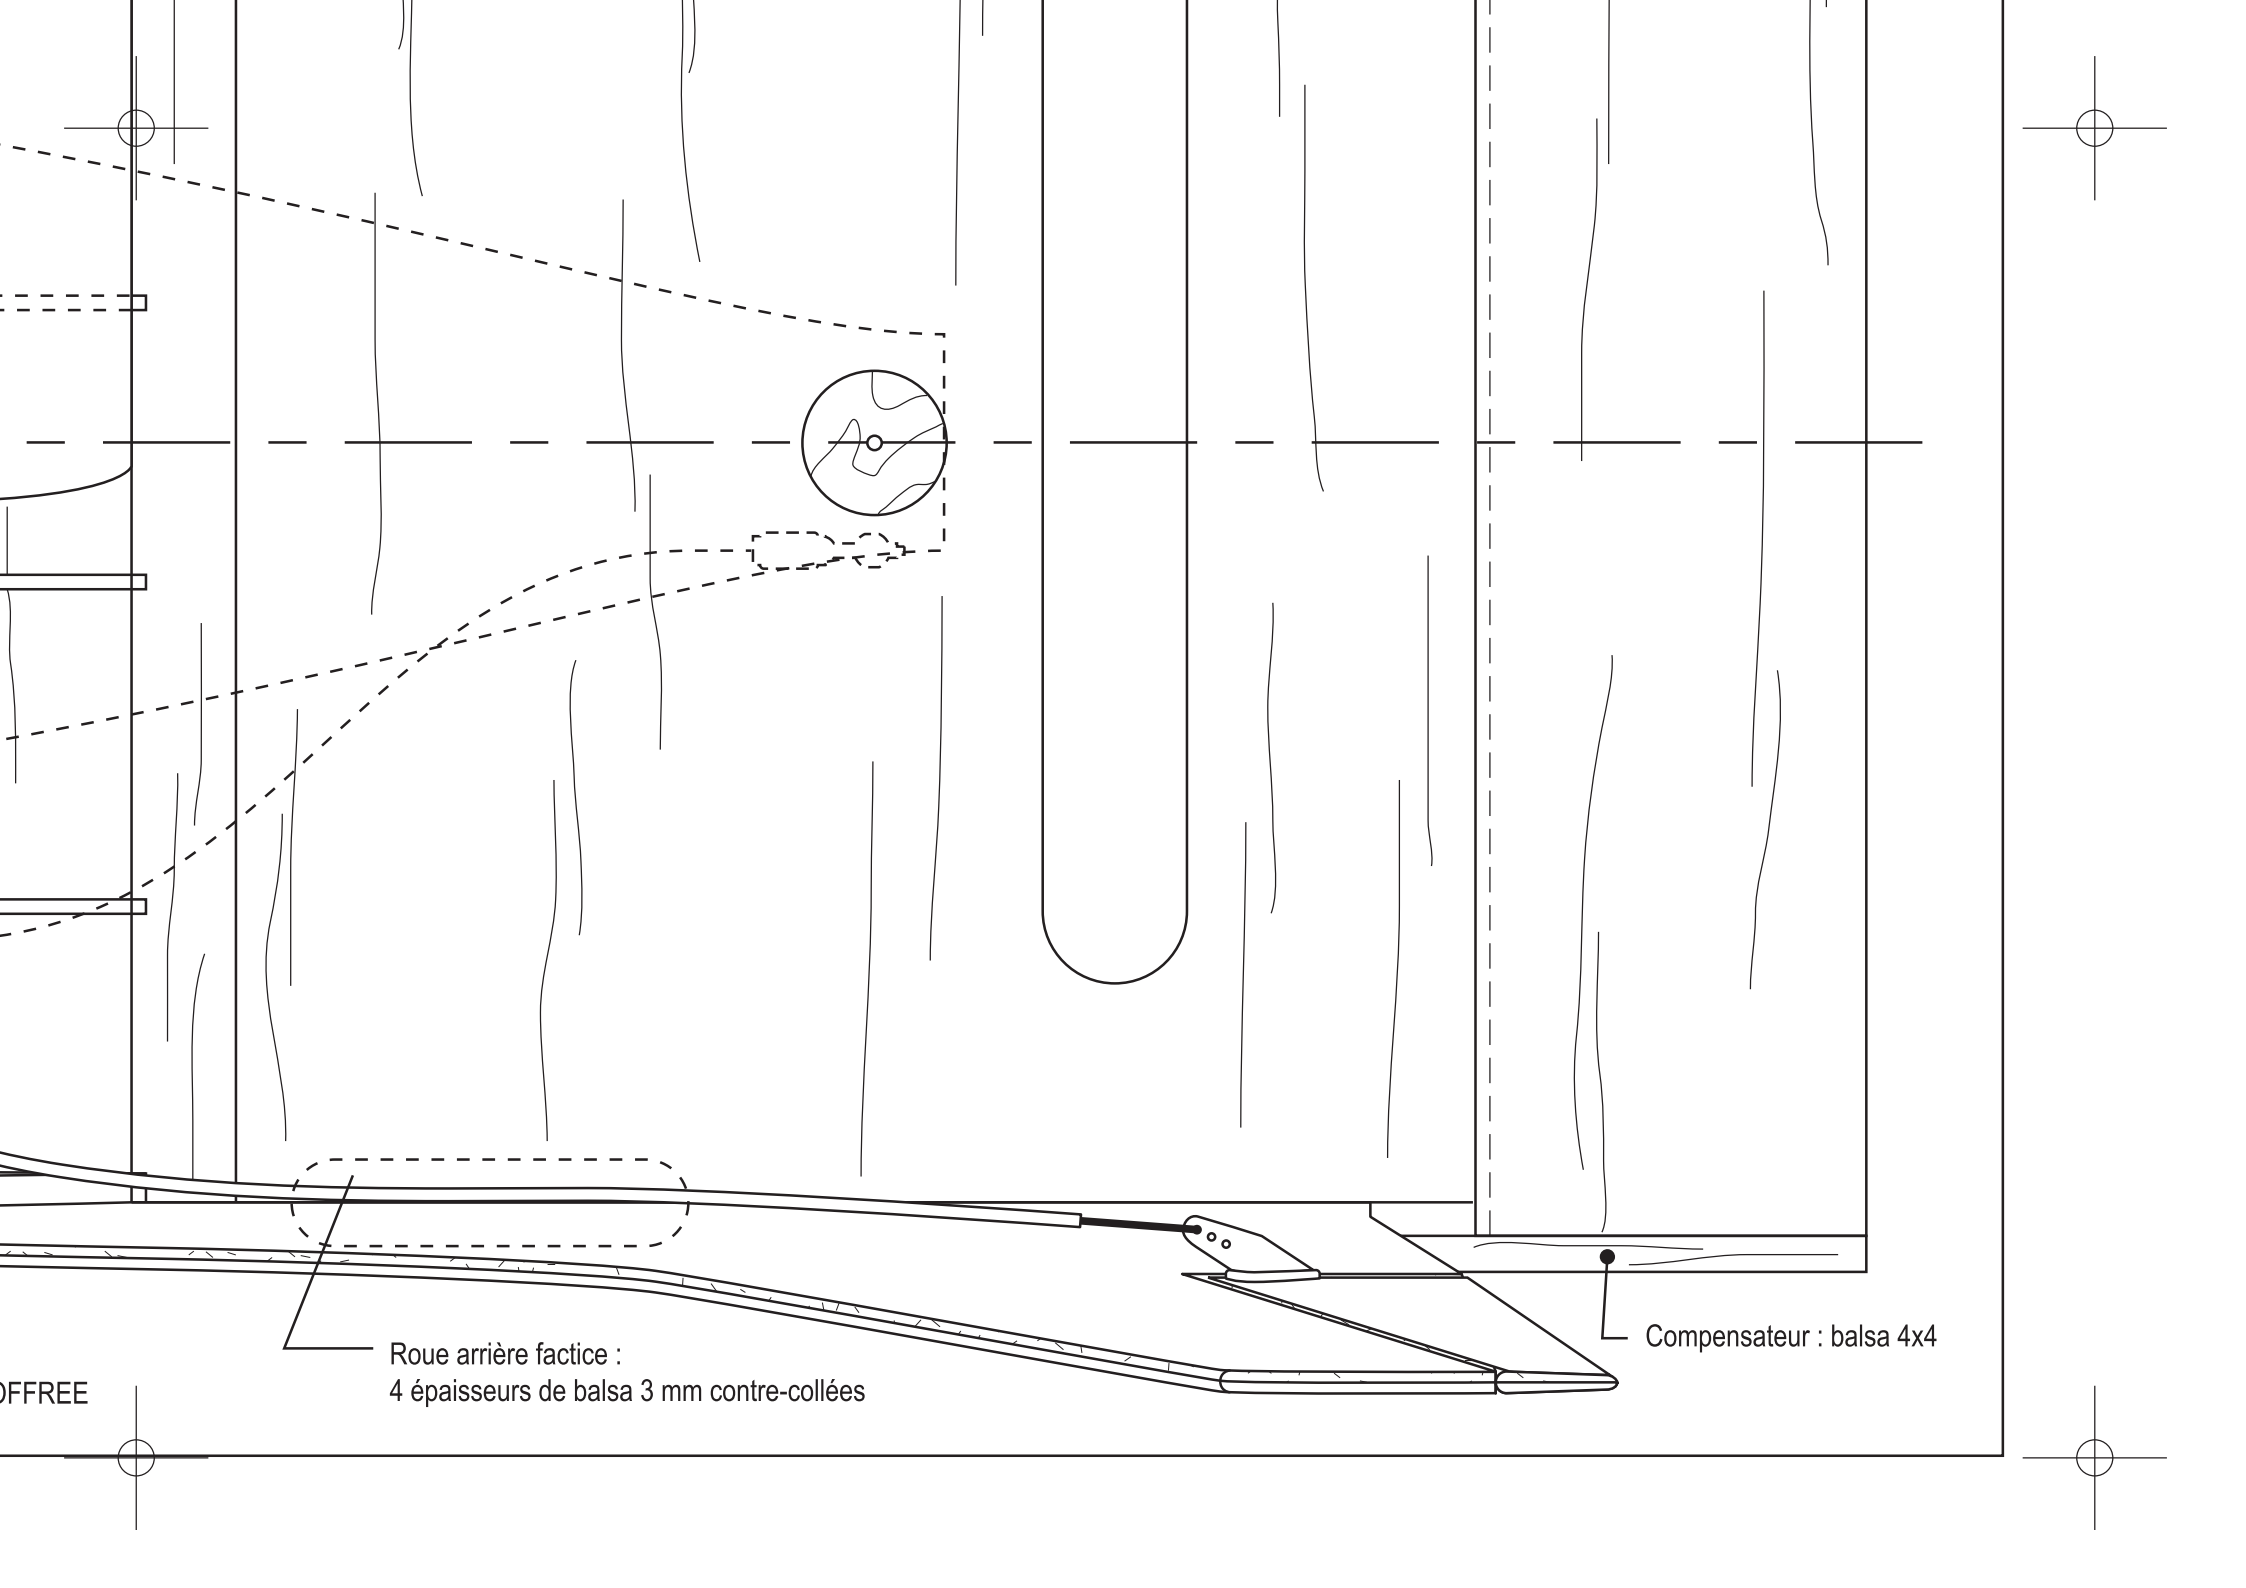 Compensateur : balsa 4x4
Roue arrière factice :
4 épaisseurs de balsa 3 mm contre-collées
OFFREE